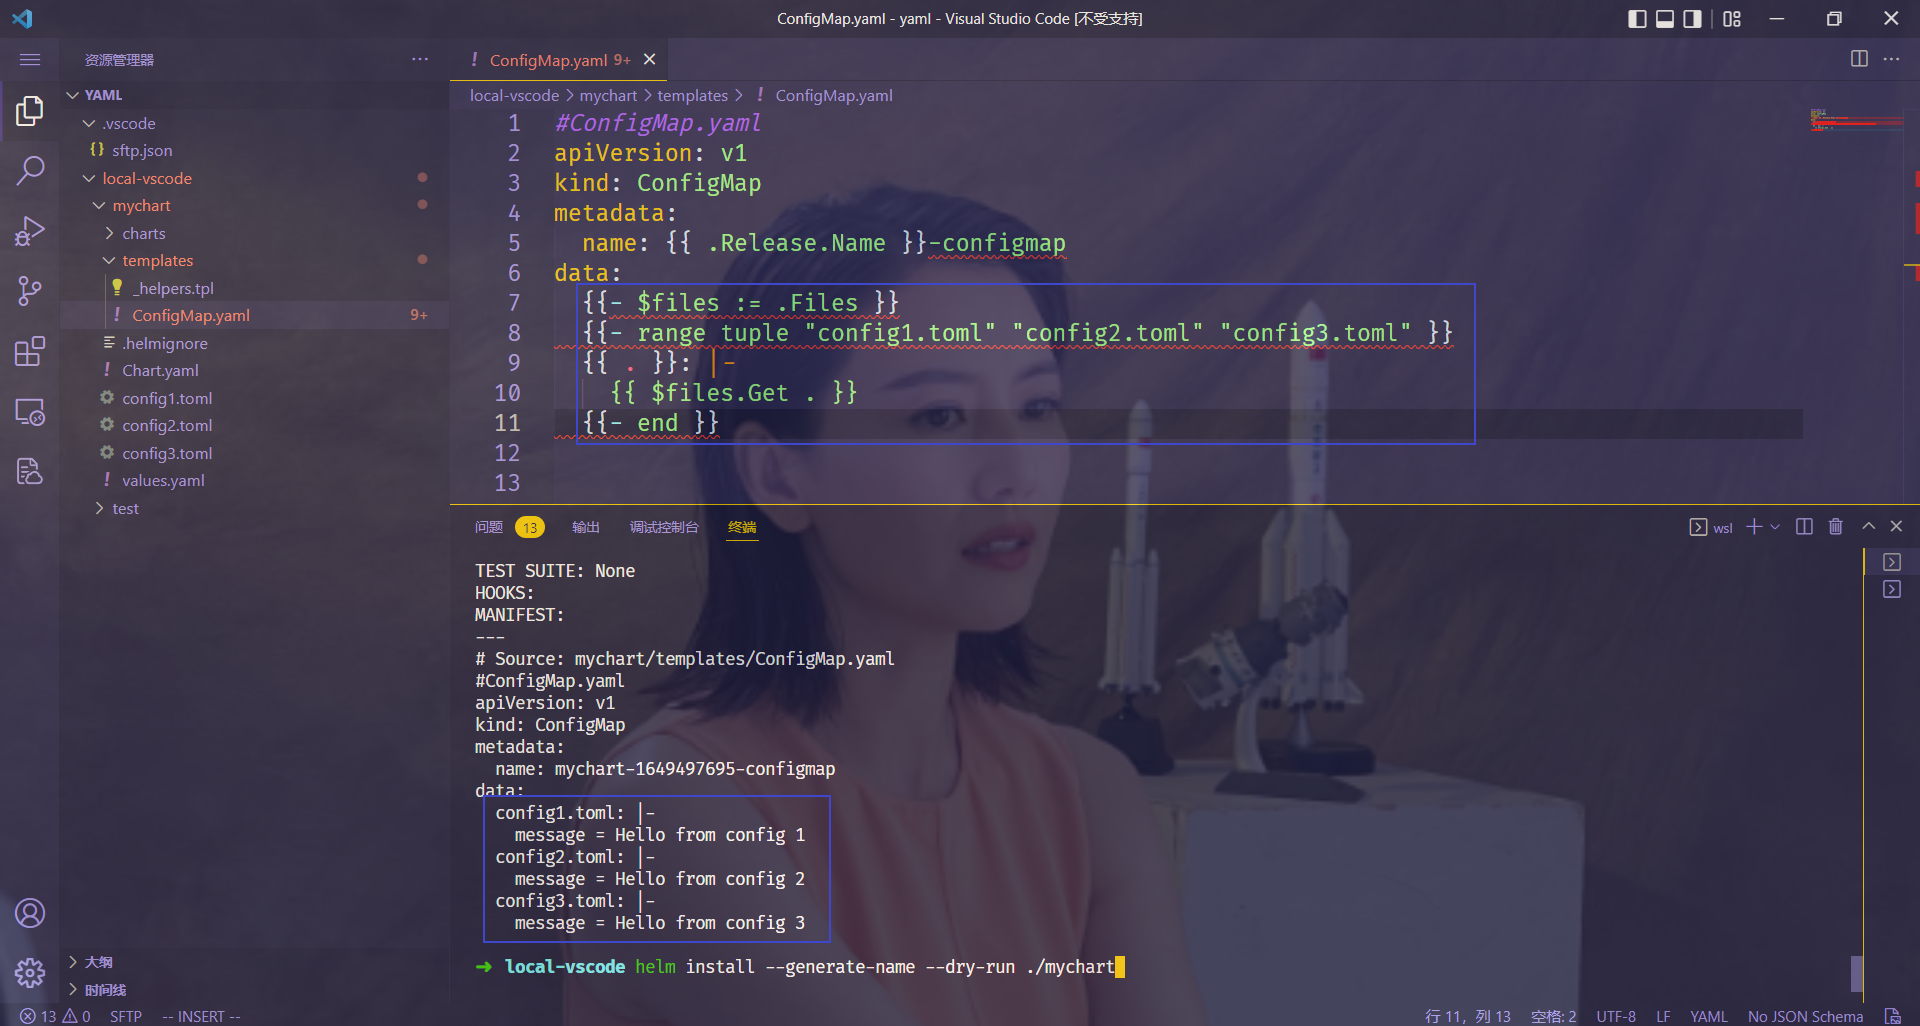 ConfigMap.yaml - yaml - Visual Studio Code [不受支持]
资源管理器
YAML
.vscode
{} sftp.json
local-vscode
mychart
charts
templates
_helpers.tpl
! ConfigMap.yaml 9+
.helmignore
! Chart.yaml
config1.toml
config2.toml
config3.toml
! values.yaml
test
大纲
时间线
! ConfigMap.yaml 9+
local-vscode > mychart > templates > ! ConfigMap.yaml
1 #ConfigMap.yaml
2 apiVersion: v1
3 kind: ConfigMap
4 metadata:
5   name: {{ .Release.Name }}-configmap
6 data:
7   {{- $files := .Files }}
8   {{- range tuple "config1.toml" "config2.toml" "config3.toml" }}
9   {{ . }}: |-
10     {{ $files.Get . }}
11   {{- end }}
12
13
问题 13 输出 调试控制台 终端
wsl
TEST SUITE: None
HOOKS:
MANIFEST:
---
# Source: mychart/templates/ConfigMap.yaml
#ConfigMap.yaml
apiVersion: v1
kind: ConfigMap
metadata:
  name: mychart-1649497695-configmap
data:
  config1.toml: |-
    message = Hello from config 1
  config2.toml: |-
    message = Hello from config 2
  config3.toml: |-
    message = Hello from config 3
➜ local-vscode helm install --generate-name --dry-run ./mychart
13 0 SFTP -- INSERT --
行 11，列 13 空格: 2 UTF-8 LF YAML No JSON Schema